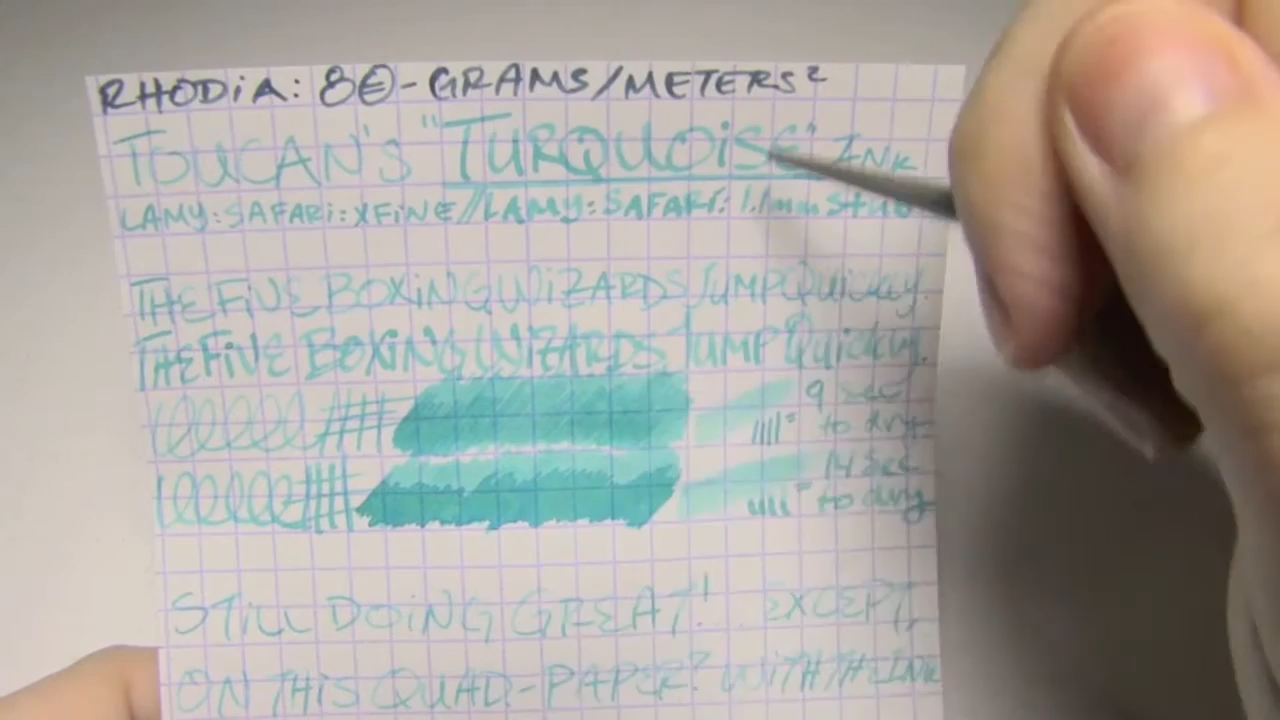 RHODiA: 80-GRAMS/METERS²
TOUCAN'S "TURQUOiSE" INK
LAMY:SAFARi:XFiNE//LAMY:SAFARi: 1.1mm Stub
THE FiVE BOXiNG WiZARDS JUMP Quickly.
THE FiVE BOXiNG WiZARDS JUMP Quickly.
9 sec
to dry
14 sec
to dry
STiLL DOiNG GREAT! EXCEPT,
ON THiS QUAD-PAPER? WiTH THE INK